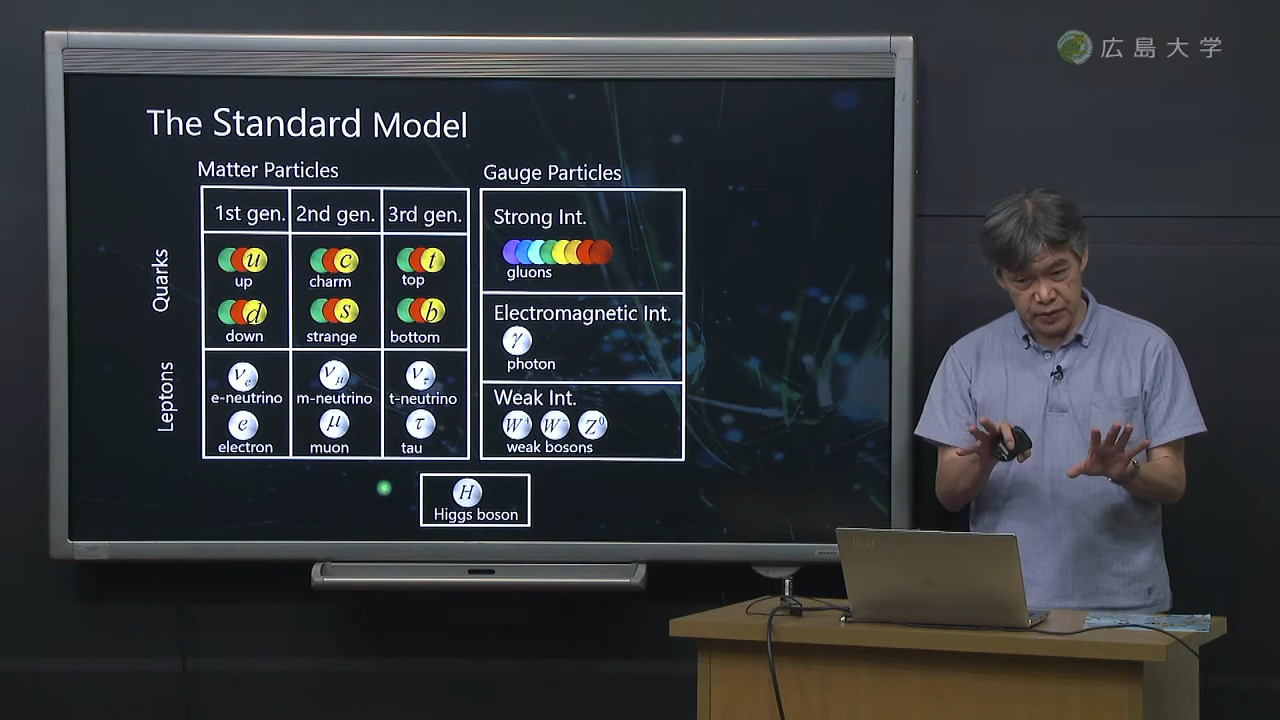 広島大学
The Standard Model
Matter Particles
Gauge Particles
1st gen. 2nd gen. 3rd gen.
Quarks
u c t
up charm top
d s b
down strange bottom
Leptons
νe νμ ντ
e-neutrino m-neutrino t-neutrino
e μ τ
electron muon tau
Strong Int.
gluons
Electromagnetic Int.
γ
photon
Weak Int.
W⁺ W⁻ Z⁰
weak bosons
H
Higgs boson